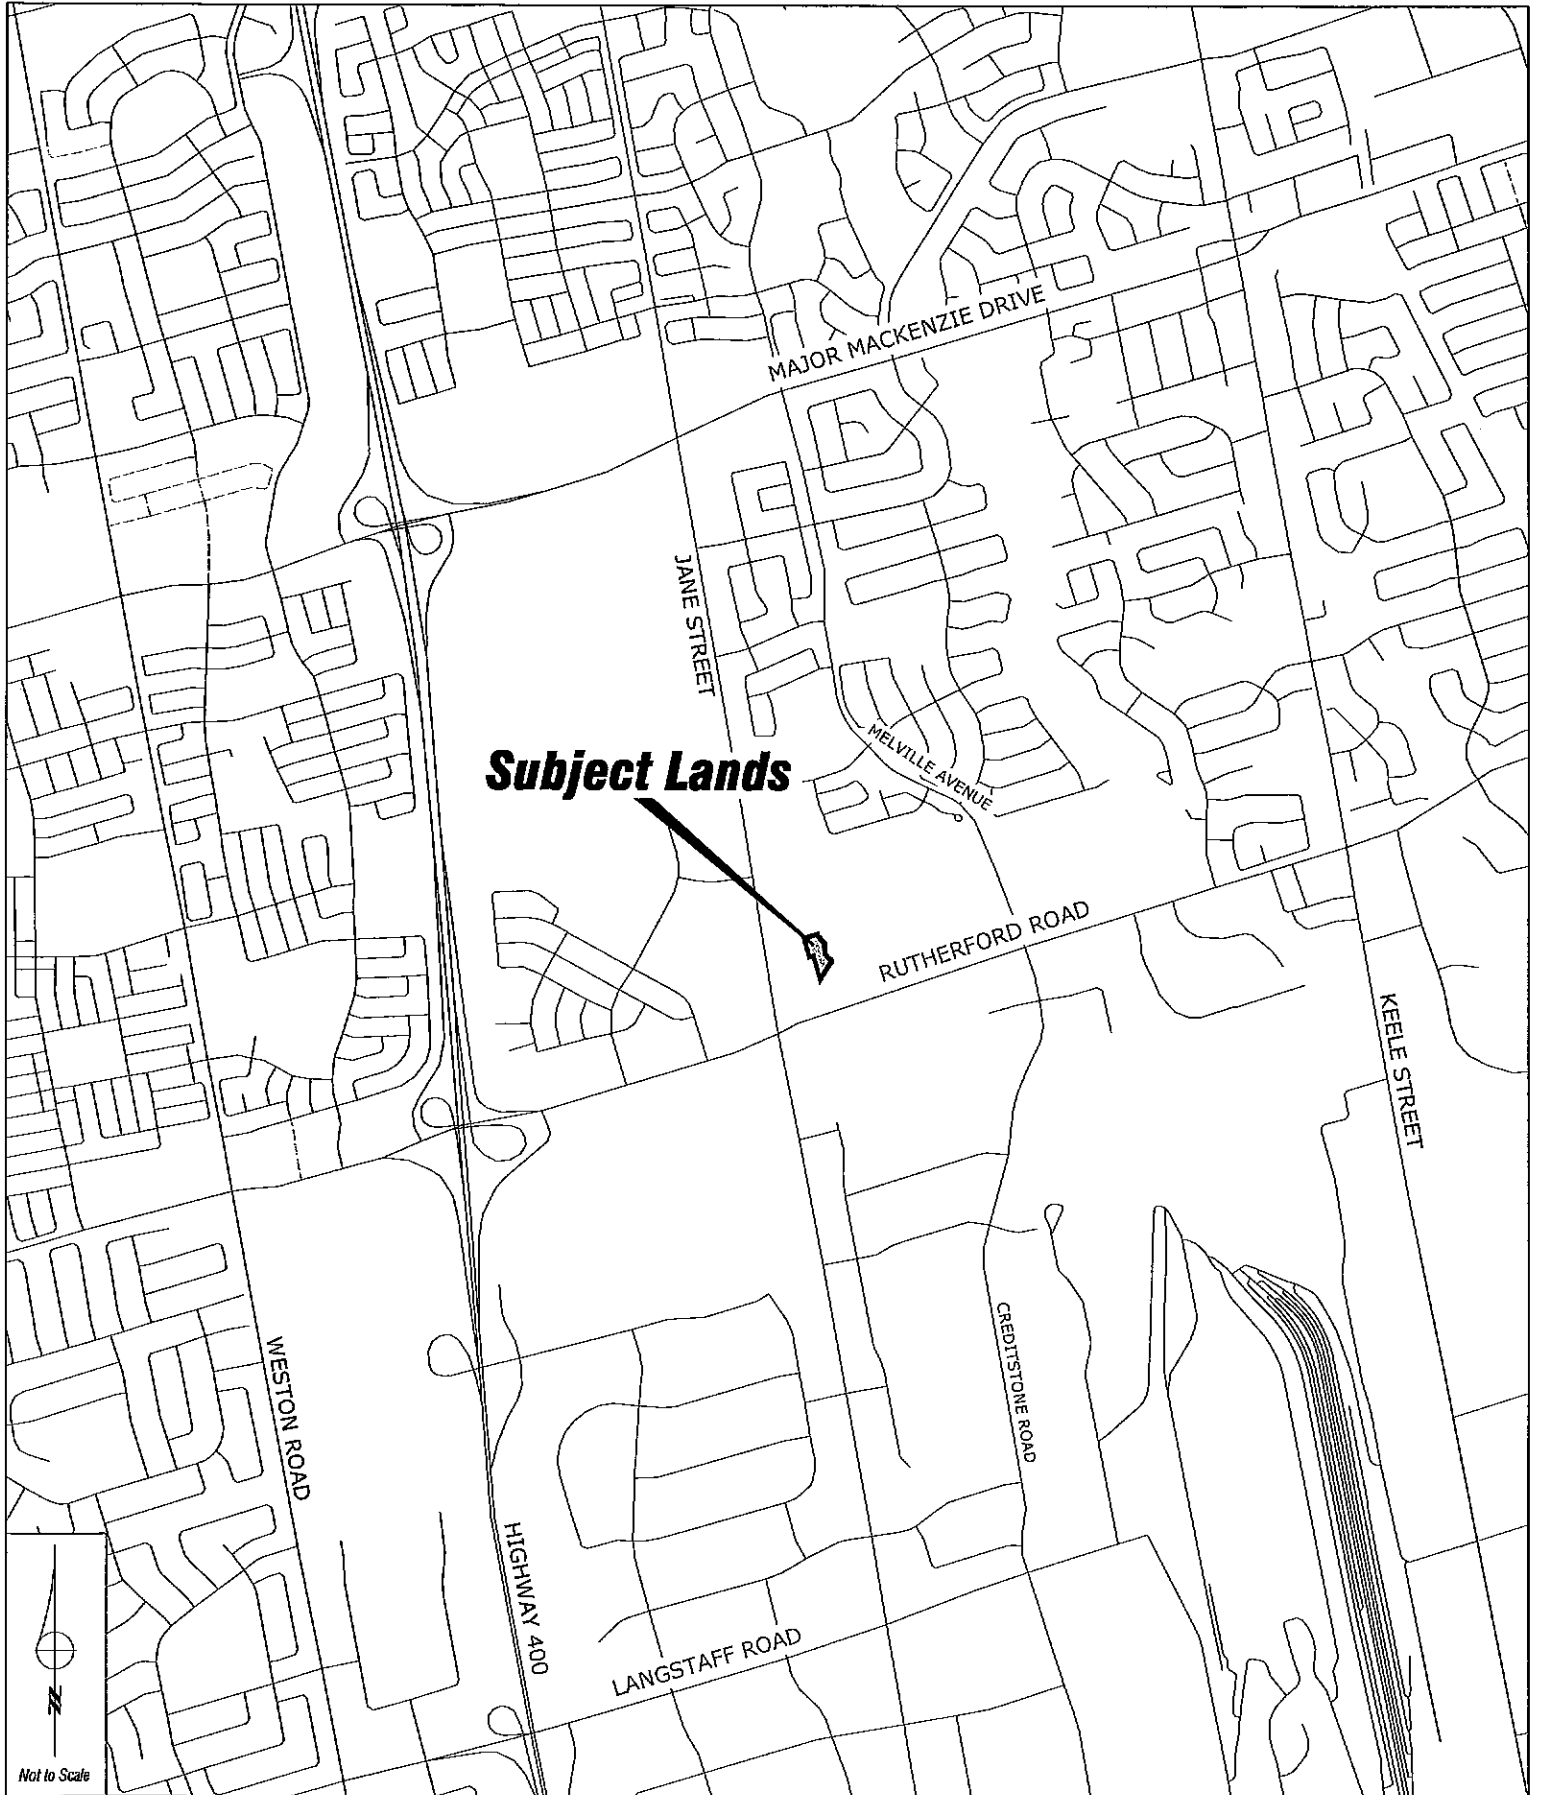 MAJOR MACKENZIE DRIVE
JANE STREET
MELVILLE AVENUE
Subject Lands
RUTHERFORD ROAD
KEELE STREET
CREDITSTONE ROAD
WESTON ROAD
HIGHWAY 400
LANGSTAFF ROAD
N
Not to Scale